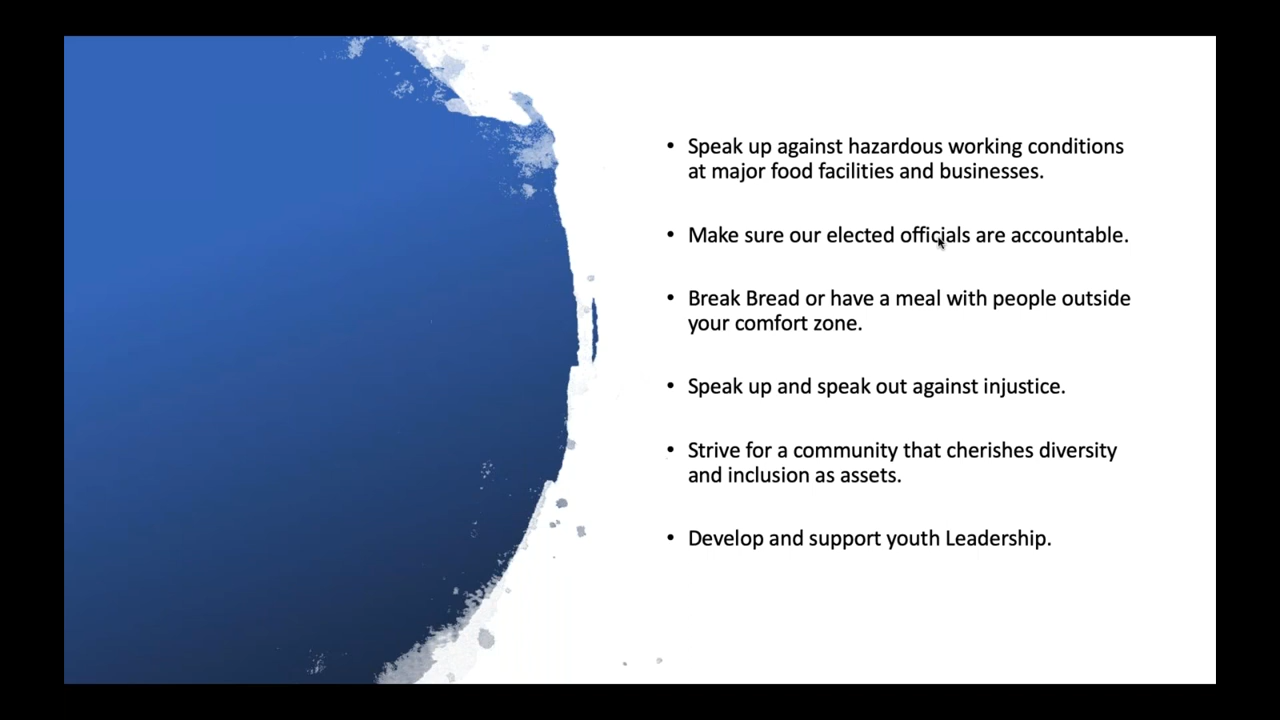 • Speak up against hazardous working conditions
at major food facilities and businesses.
• Make sure our elected officials are accountable.
• Break Bread or have a meal with people outside
your comfort zone.
• Speak up and speak out against injustice.
• Strive for a community that cherishes diversity
and inclusion as assets.
• Develop and support youth Leadership.